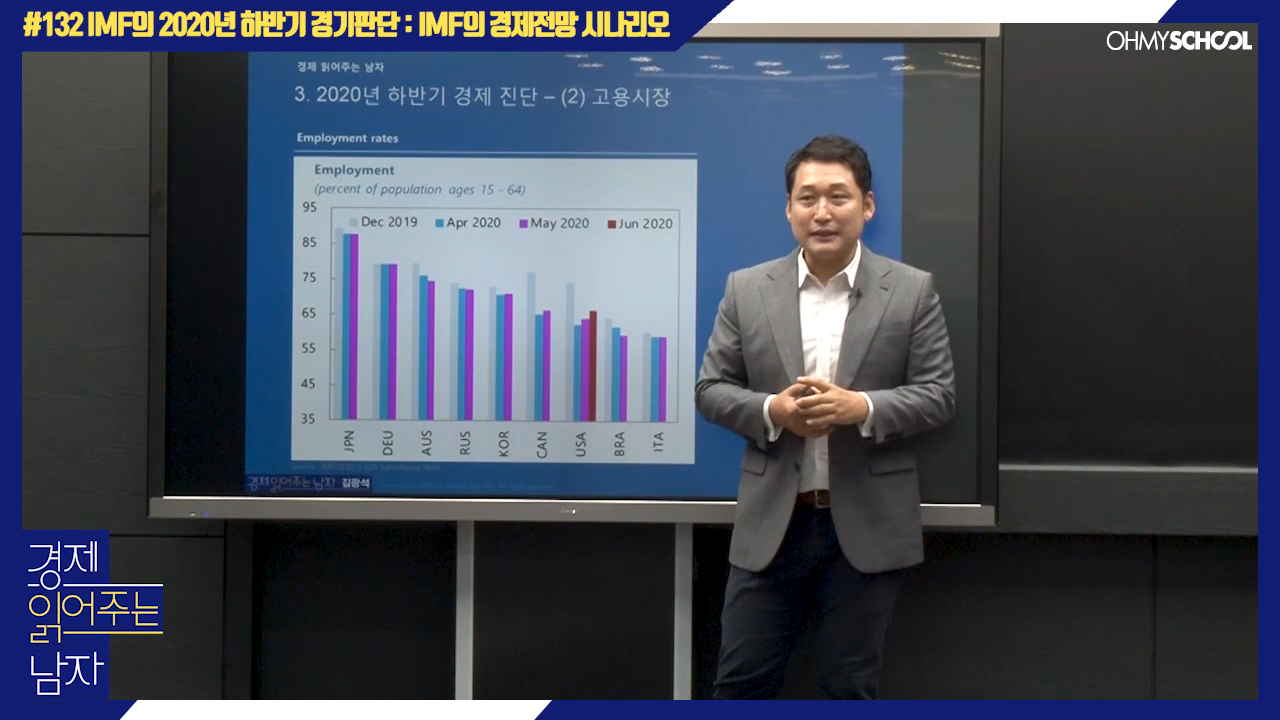 #132 IMF의 2020년 하반기 경기판단 : IMF의 경제전망 시나리오
OHMYSCHOOL
경제 읽어주는 남자
3. 2020년 하반기 경제 진단 – (2) 고용시장
Employment rates
Employment
(percent of population ages 15 - 64)
Dec 2019 Apr 2020 May 2020 Jun 2020
95
85
75
65
55
45
35
JPN DEU AUS RUS KOR CAN USA BRA ITA
경제읽어주는남자 김광석
경제
읽어주는
남자